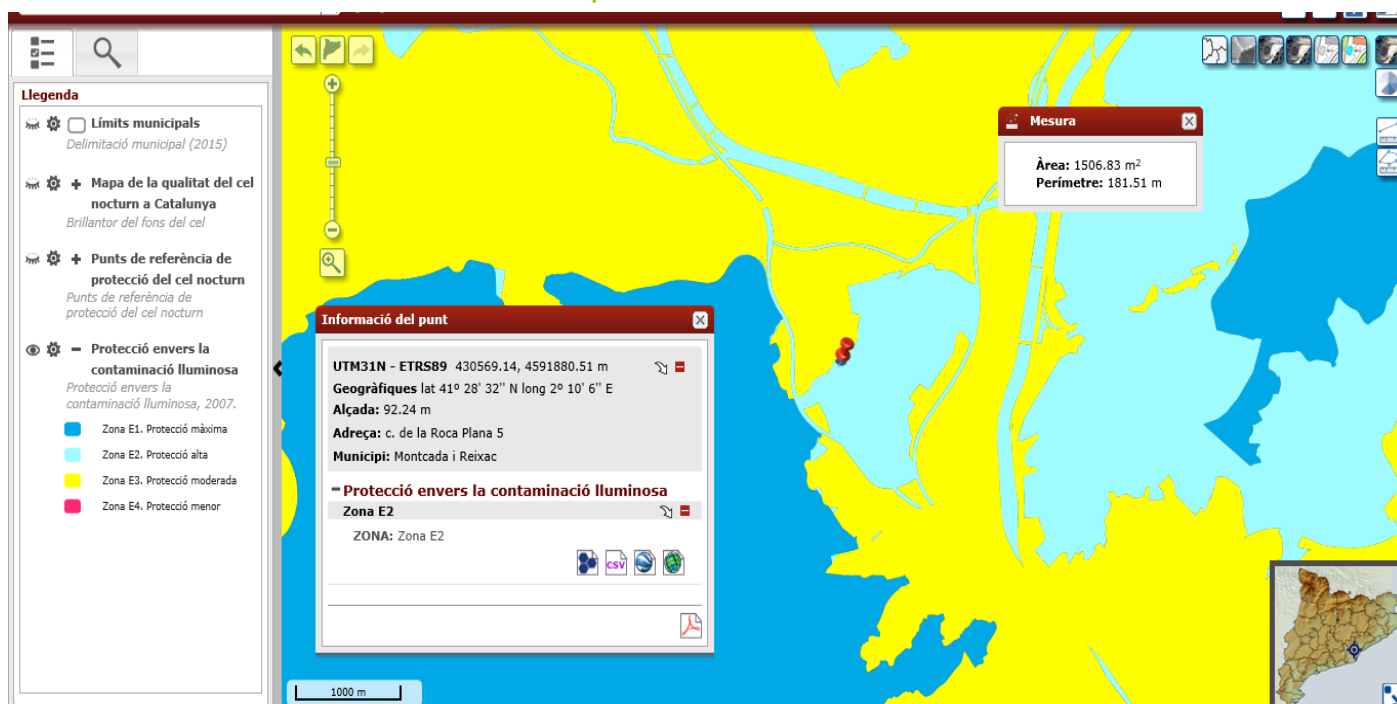 Llegenda
Límits municipals
Delimitació municipal (2015)
Mapa de la qualitat del cel
nocturn a Catalunya
Brillantor del fons del cel
Punts de referència de
protecció del cel nocturn
Punts de referència de
protecció del cel nocturn
Protecció envers la
contaminació lluminosa
Protecció envers la
contaminació lluminosa, 2007.
Zona E1. Protecció màxima
Zona E2. Protecció alta
Zona E3. Protecció moderada
Zona E4. Protecció menor
Mesura
Àrea: 1506.83 m²
Perímetre: 181.51 m
Informació del punt
UTM31N - ETRS89 430569.14, 4591880.51 m
Geogràfiques lat 41º 28' 32'' N long 2º 10' 6'' E
Alçada: 92.24 m
Adreça: c. de la Roca Plana 5
Municipi: Montcada i Reixac
Protecció envers la contaminació lluminosa
Zona E2
ZONA: Zona E2
CSV
1000 m